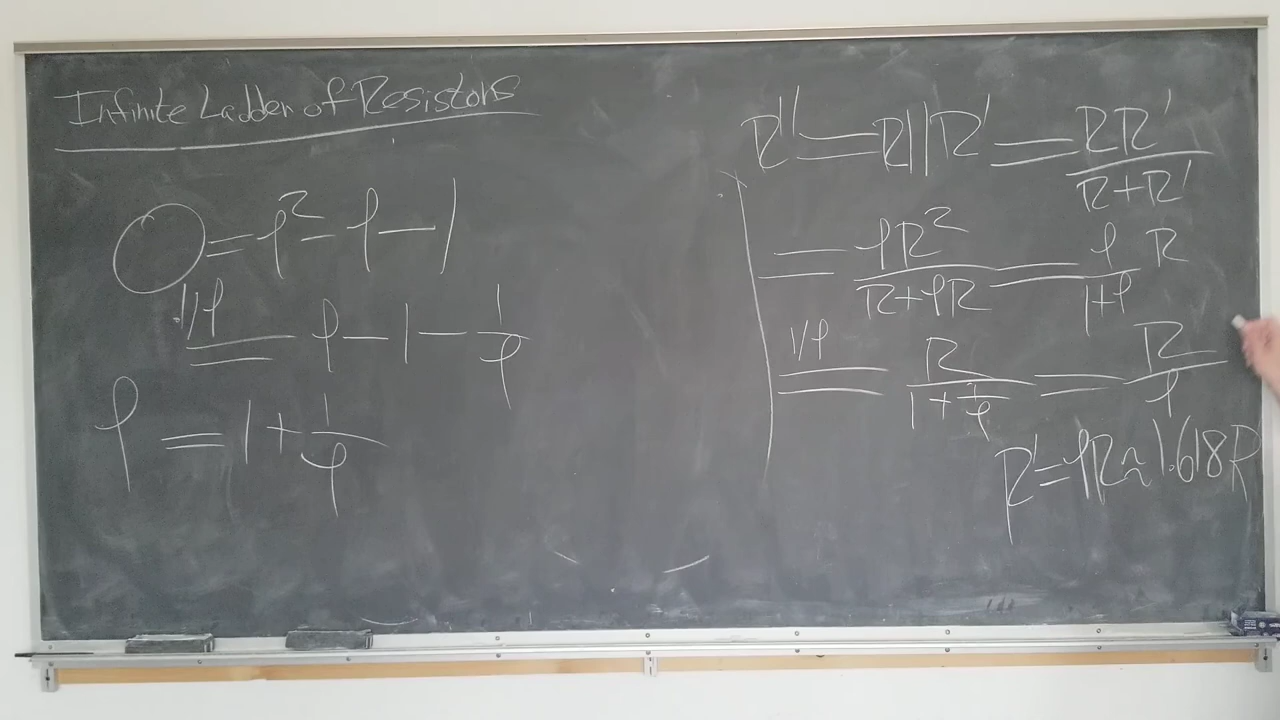 Infinite Ladder of Resistors
0 = φ² - φ - 1
1/φ
= φ - 1 - 1/φ
φ = 1 + 1/φ
R'' = R||R' = RR'/(R+R')
= φR²/(R+φR) = φ/(1+φ) R
1/φ
= R/(1+1/φ) = R/φ
R' = φR ≈ 1.618R